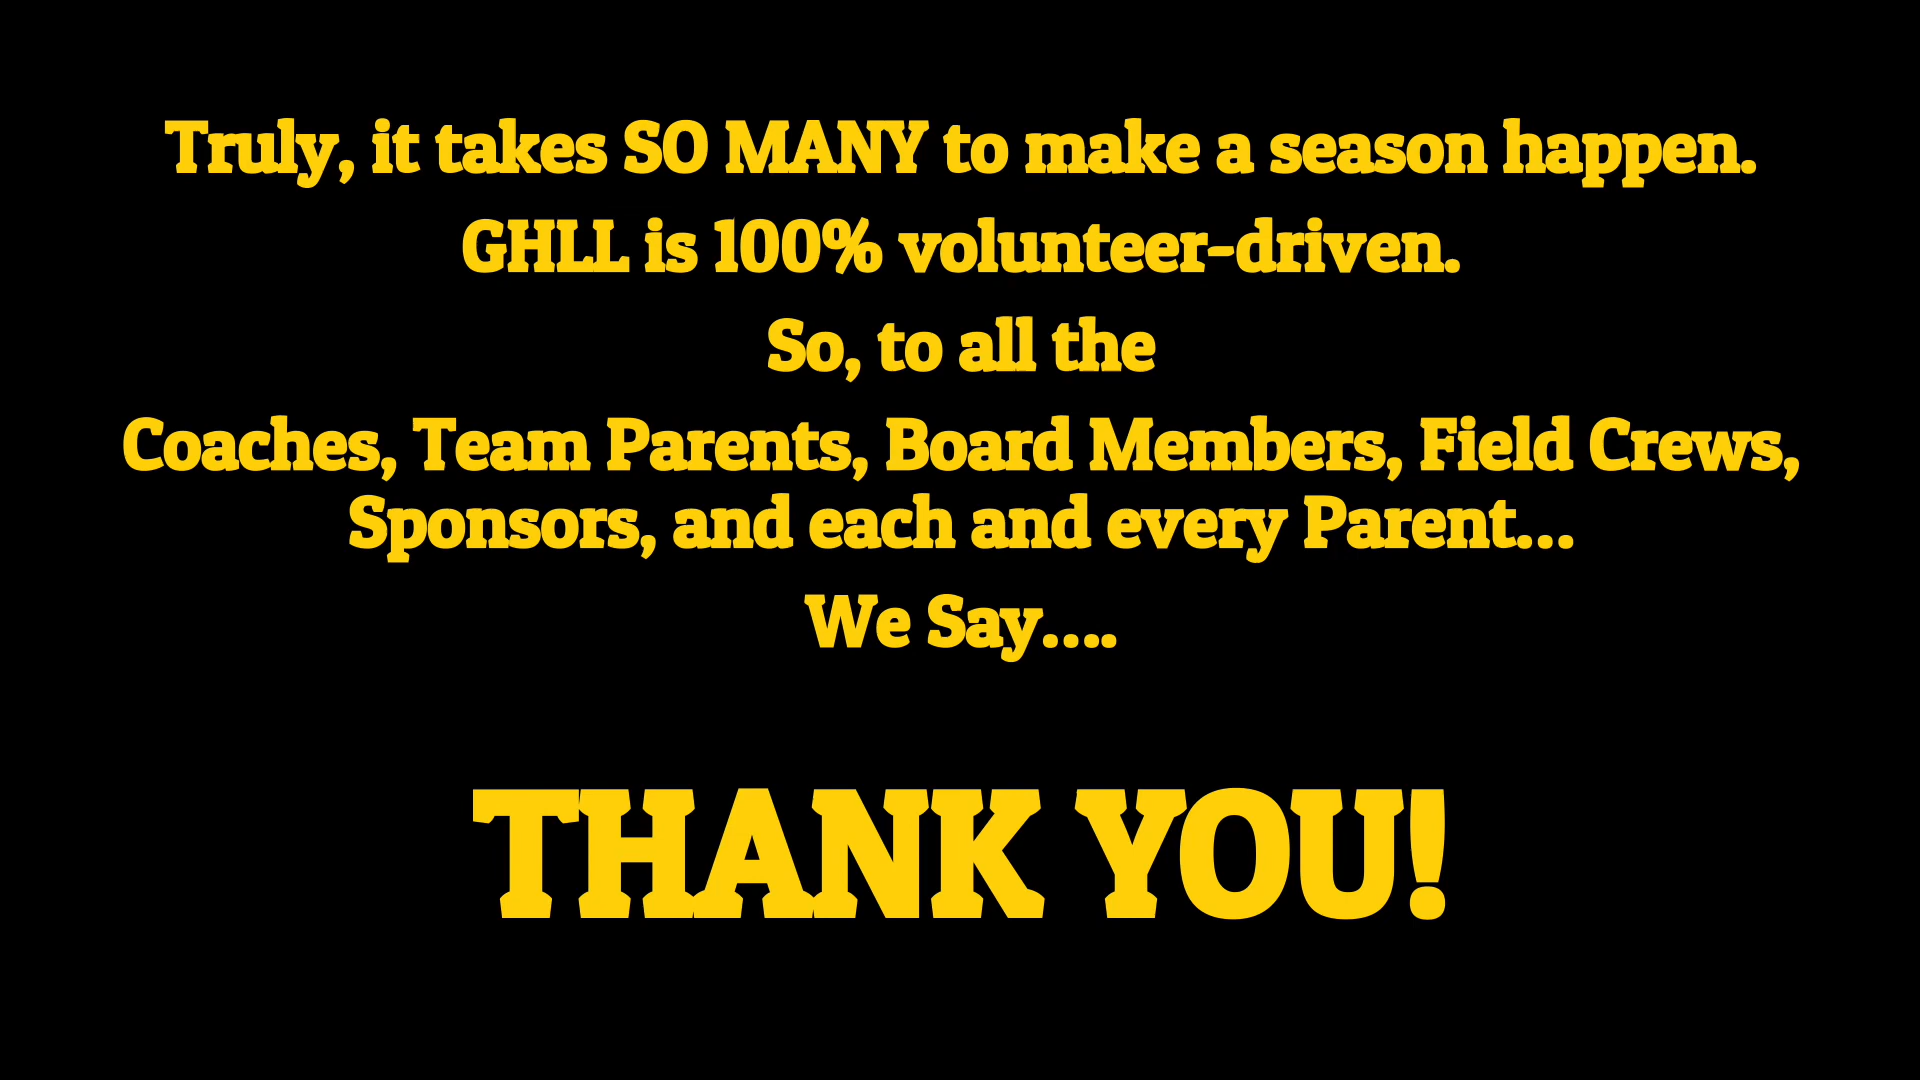 Truly, it takes SO MANY to make a season happen.
GHLL is 100% volunteer-driven.
So, to all the
Coaches, Team Parents, Board Members, Field Crews,
Sponsors, and each and every Parent...
We Say....
THANK YOU!